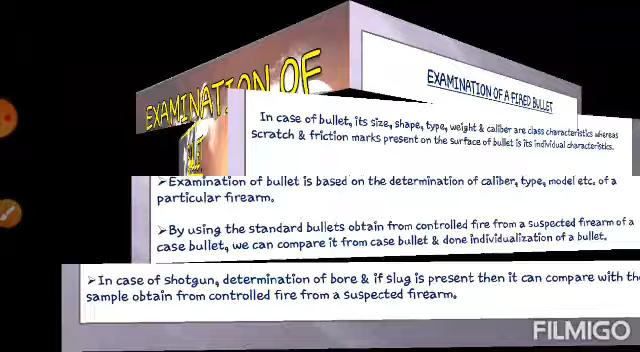 EXAMINATION OF
EXAMINATION OF A FIRED BULLET
In case of bullet, its size, shape, type, weight & caliber are class characteristics whereas
scratch & friction marks present on the surface of bullet is its individual characteristics.
➢Examination of bullet is based on the determination of caliber, type, model etc. of a
particular firearm.
➢By using the standard bullets obtain from controlled fire from a suspected firearm of a
case bullet, we can compare it from case bullet & done individualization of a bullet.
➢In case of shotgun, determination of bore & if slug is present then it can compare with the
sample obtain from controlled fire from a suspected firearm.
FILMIGO